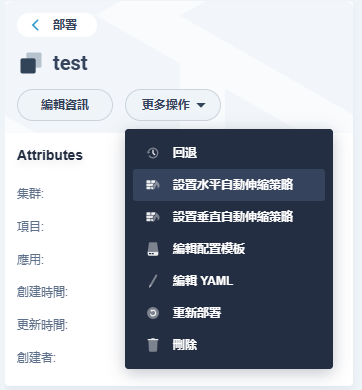 部署
test
編輯資訊
更多操作
Attributes
集群:
項目:
應用:
創建時間:
更新時間:
創建者:
回退
設置水平自動伸縮策略
設置垂直自動伸縮策略
編輯配置模板
編輯 YAML
重新部署
刪除